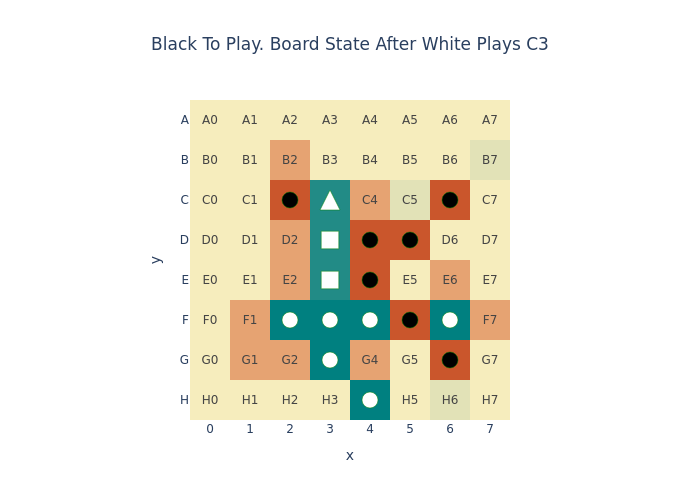 Black To Play. Board State After White Plays C3
A A0 A1 A2 A3 A4 A5 A6 A7
B B0 B1 B2 B3 B4 B5 B6 B7
C C0 C1 C4 C5 C7
D D0 D1 D2 D6 D7
E E0 E1 E2 E5 E6 E7
F F0 F1 F7
G G0 G1 G2 G4 G5 G7
H H0 H1 H2 H3 H5 H6 H7
0 1 2 3 4 5 6 7
x
y